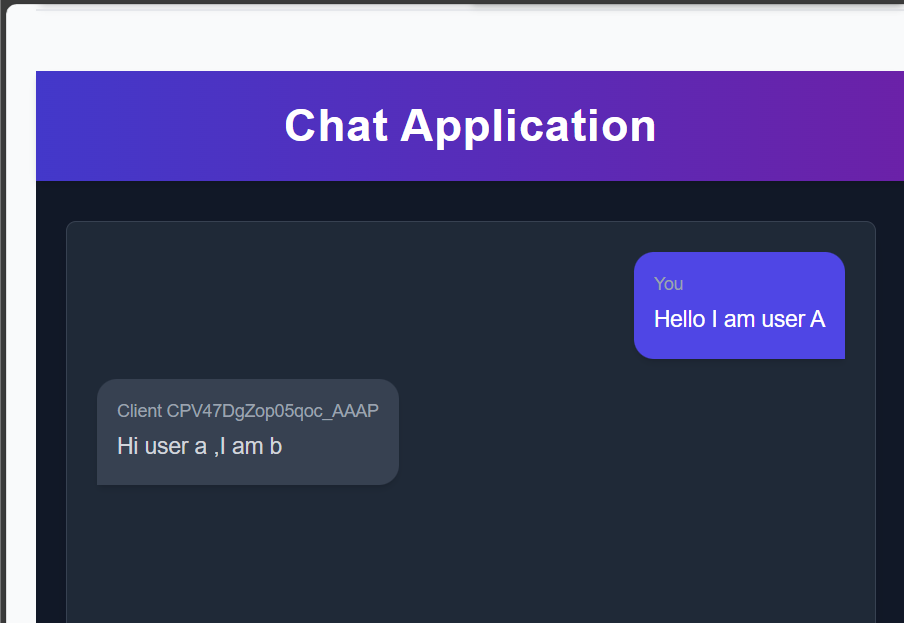 Chat Application
You
Hello I am user A
Client CPV47DgZop05qoc_AAAP
Hi user a ,I am b